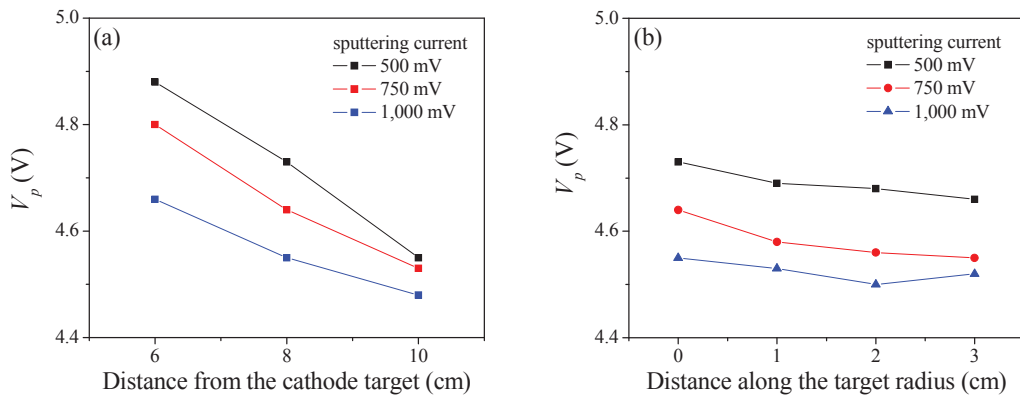 (a)
sputtering current
500 mV
750 mV
1,000 mV
5.0
4.8
4.6
4.4
V_p (V)
6 8 10
Distance from the cathode target (cm)
(b)
sputtering current
500 mV
750 mV
1,000 mV
5.0
4.8
4.6
4.4
V_p (V)
0 1 2 3
Distance along the target radius (cm)